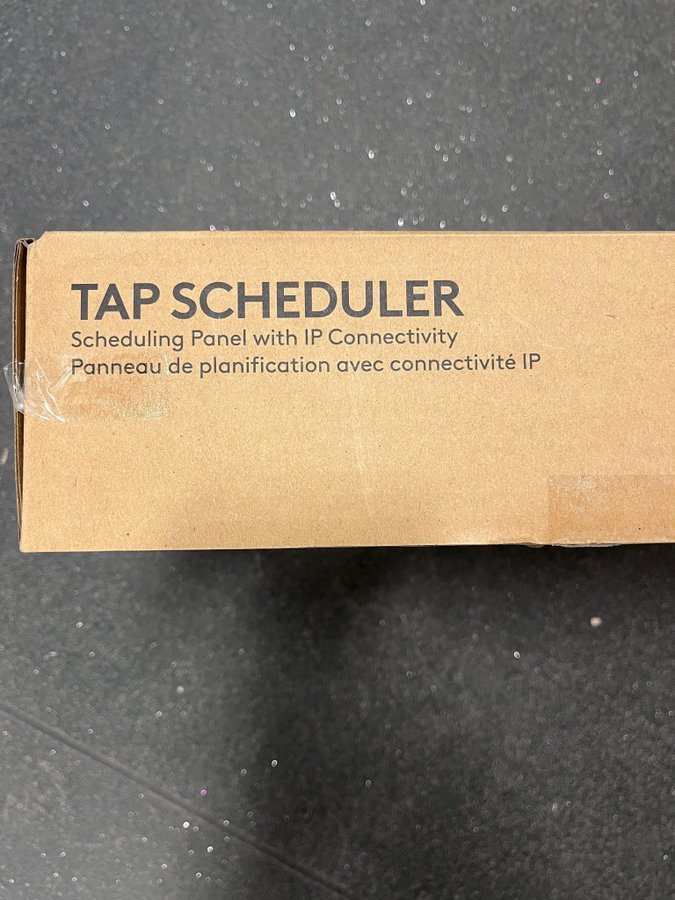 TAP SCHEDULER
Scheduling Panel with IP Connectivity
Panneau de planification avec connectivité IP